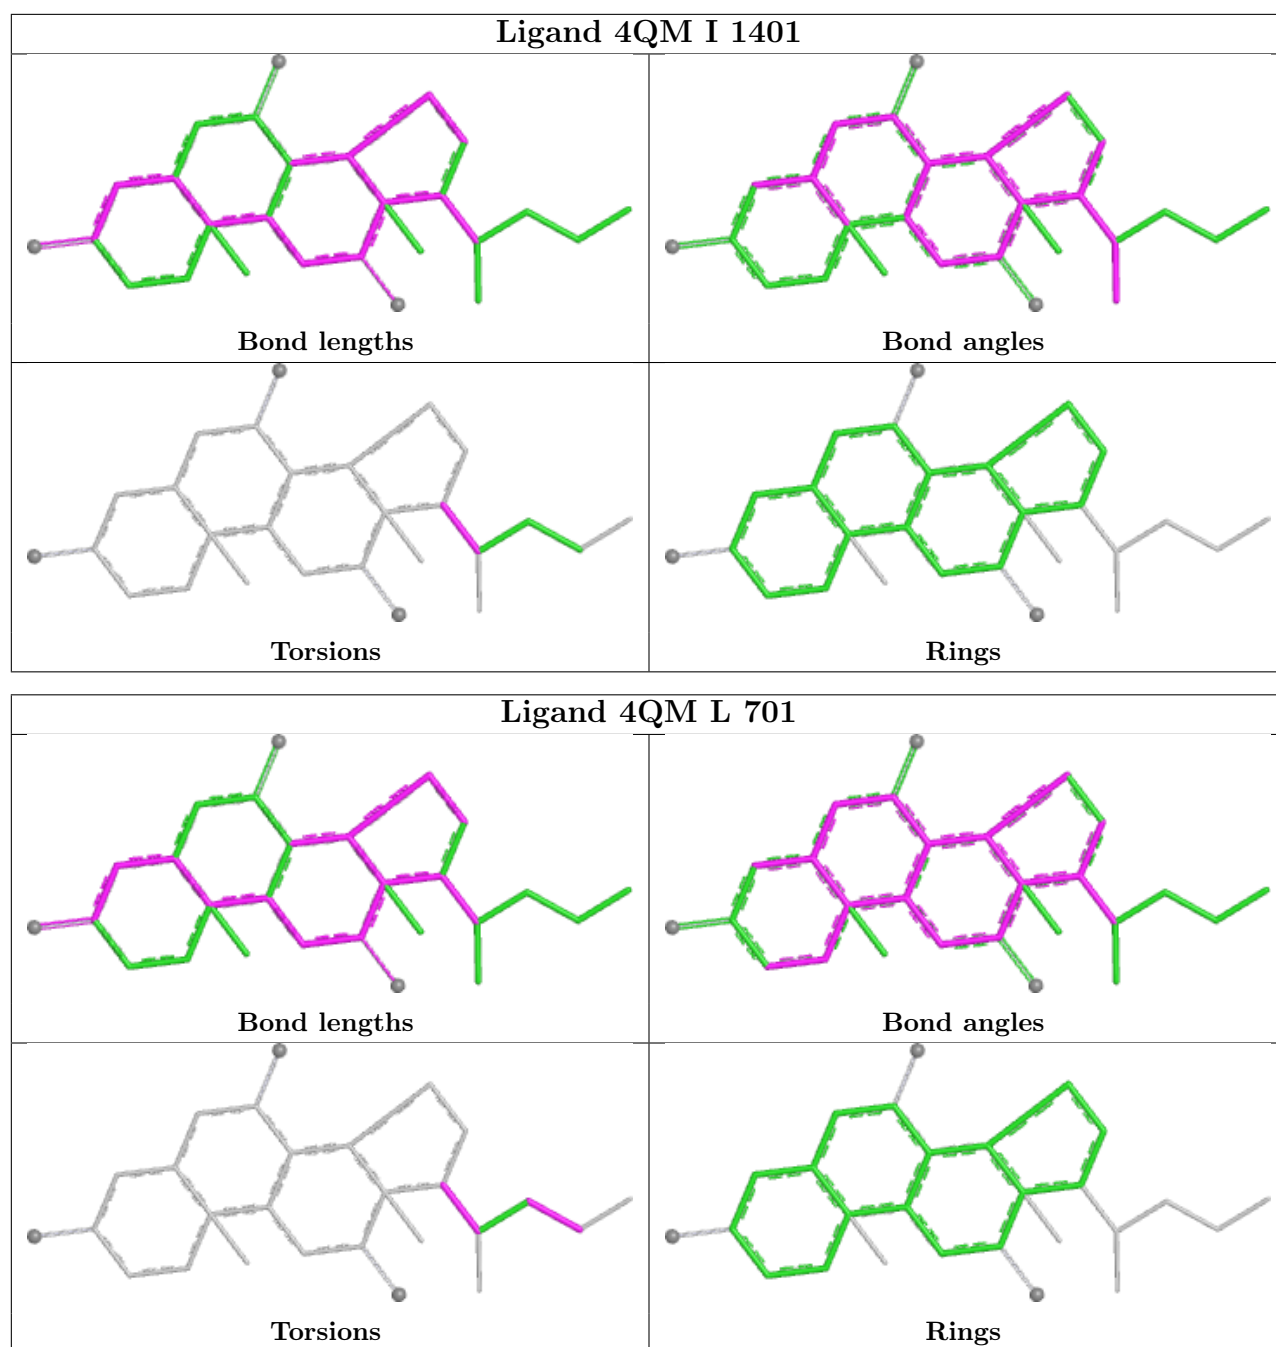 Ligand 4QM I 1401
Bond lengths
Bond angles
Torsions
Rings
Ligand 4QM L 701
Bond lengths
Bond angles
Torsions
Rings